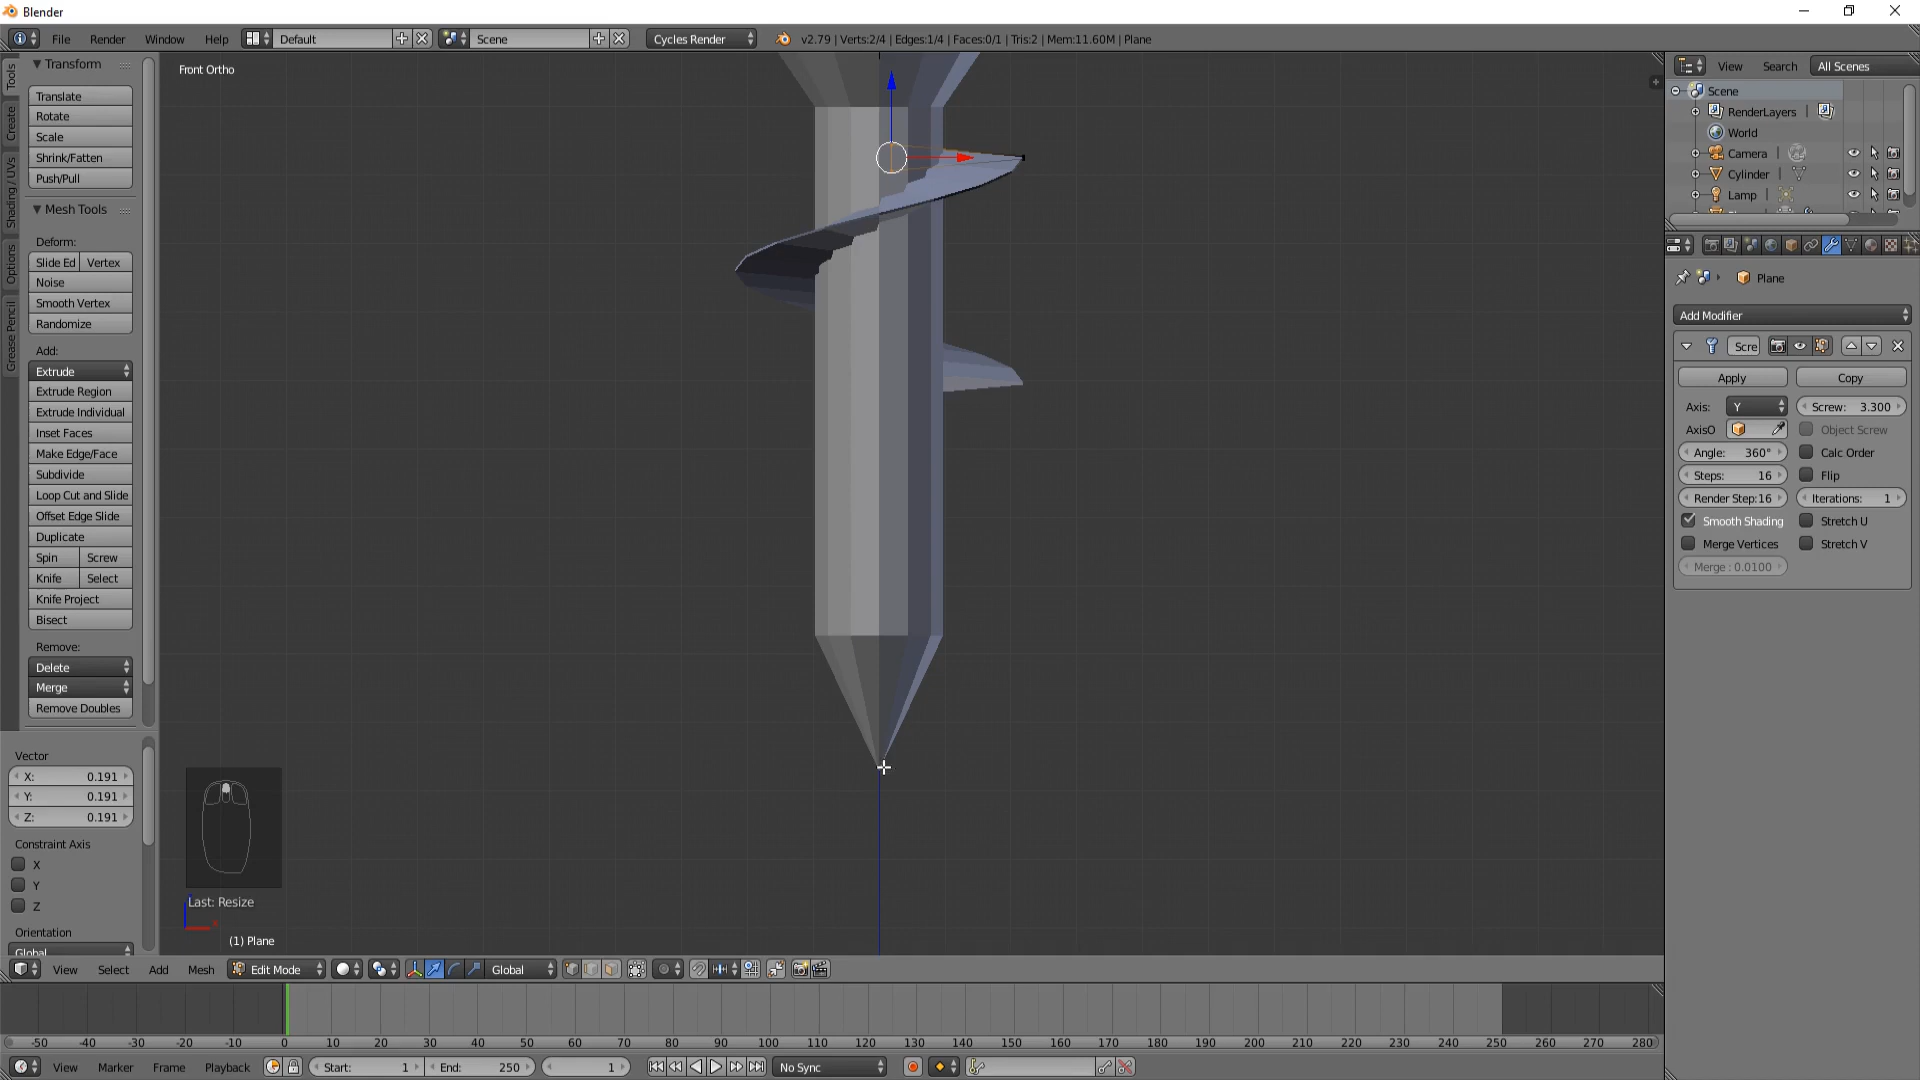 Blender
File Render Window Help Default Scene Cycles Render v2.79 | Verts:2/4 | Edges:1/4 | Faces:0/1 | Tris:2 | Mem:11.60M | Plane
Tools
Create
Shading / UVs
Options
Grease Pencil
Transform
Translate
Rotate
Scale
Shrink/Fatten
Push/Pull
Mesh Tools
Deform:
Slide Ed Vertex
Noise
Smooth Vertex
Randomize
Add:
Extrude
Extrude Region
Extrude Individual
Inset Faces
Make Edge/Face
Subdivide
Loop Cut and Slide
Offset Edge Slide
Duplicate
Spin Screw
Knife Select
Knife Project
Bisect
Remove:
Delete
Merge
Remove Doubles
Vector
X: 0.191
Y: 0.191
Z: 0.191
Constraint Axis
X
Y
Z
Orientation
Global
Front Ortho
Last: Resize
(1) Plane
View Search All Scenes
Scene
RenderLayers
World
Camera
Cylinder
Lamp
Plane
Add Modifier
Scre
Apply Copy
Axis: Y Screw: 3.300
AxisO Object Screw
Angle: 360° Calc Order
Steps: 16 Flip
Render Step:16 Iterations: 1
Smooth Shading Stretch U
Merge Vertices Stretch V
Merge : 0.0100
View Select Add Mesh Edit Mode Global
-50 -40 -30 -20 -10 0 10 20 30 40 50 60 70 80 90 100 110 120 130 140 150 160 170 180 190 200 210 220 230 240 250 260 270 280
View Marker Frame Playback Start: 1 End: 250 1 No Sync